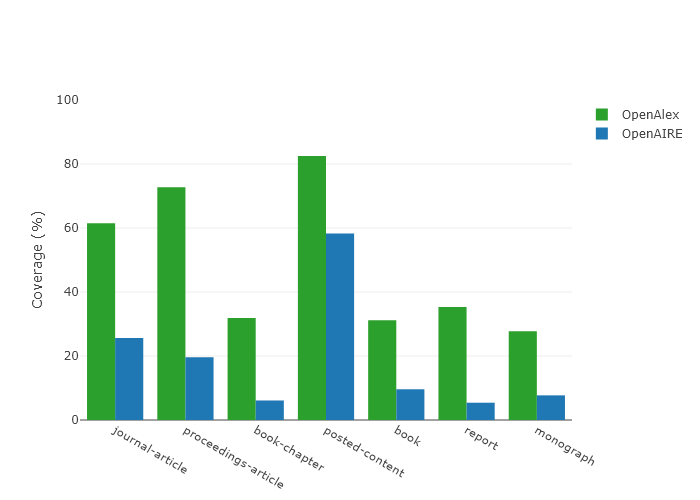 100
80
60
40
20
0
Coverage (%)
journal-article
proceedings-article
book-chapter
posted-content
book
report
monograph
OpenAlex
OpenAIRE